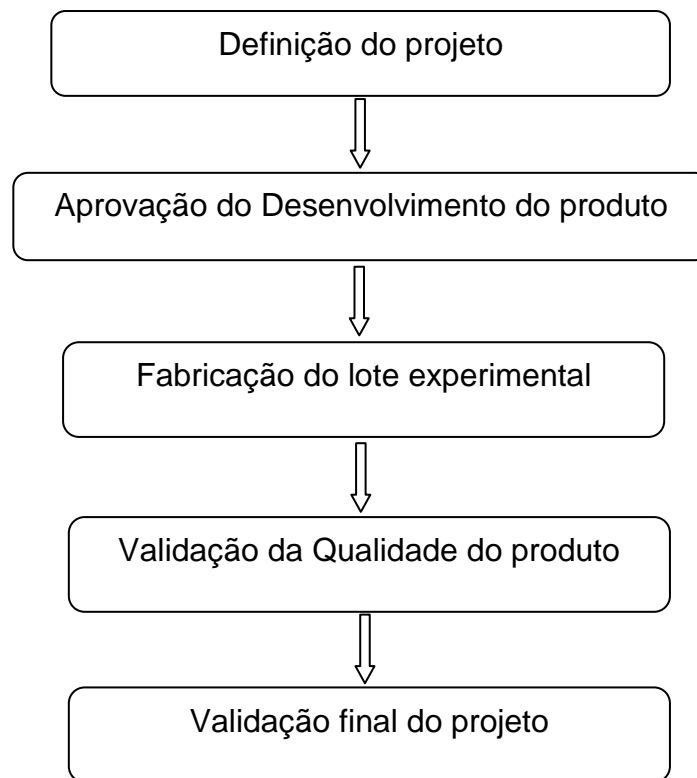 Definição do projeto
Aprovação do Desenvolvimento do produto
Fabricação do lote experimental
Validação da Qualidade do produto
Validação final do projeto